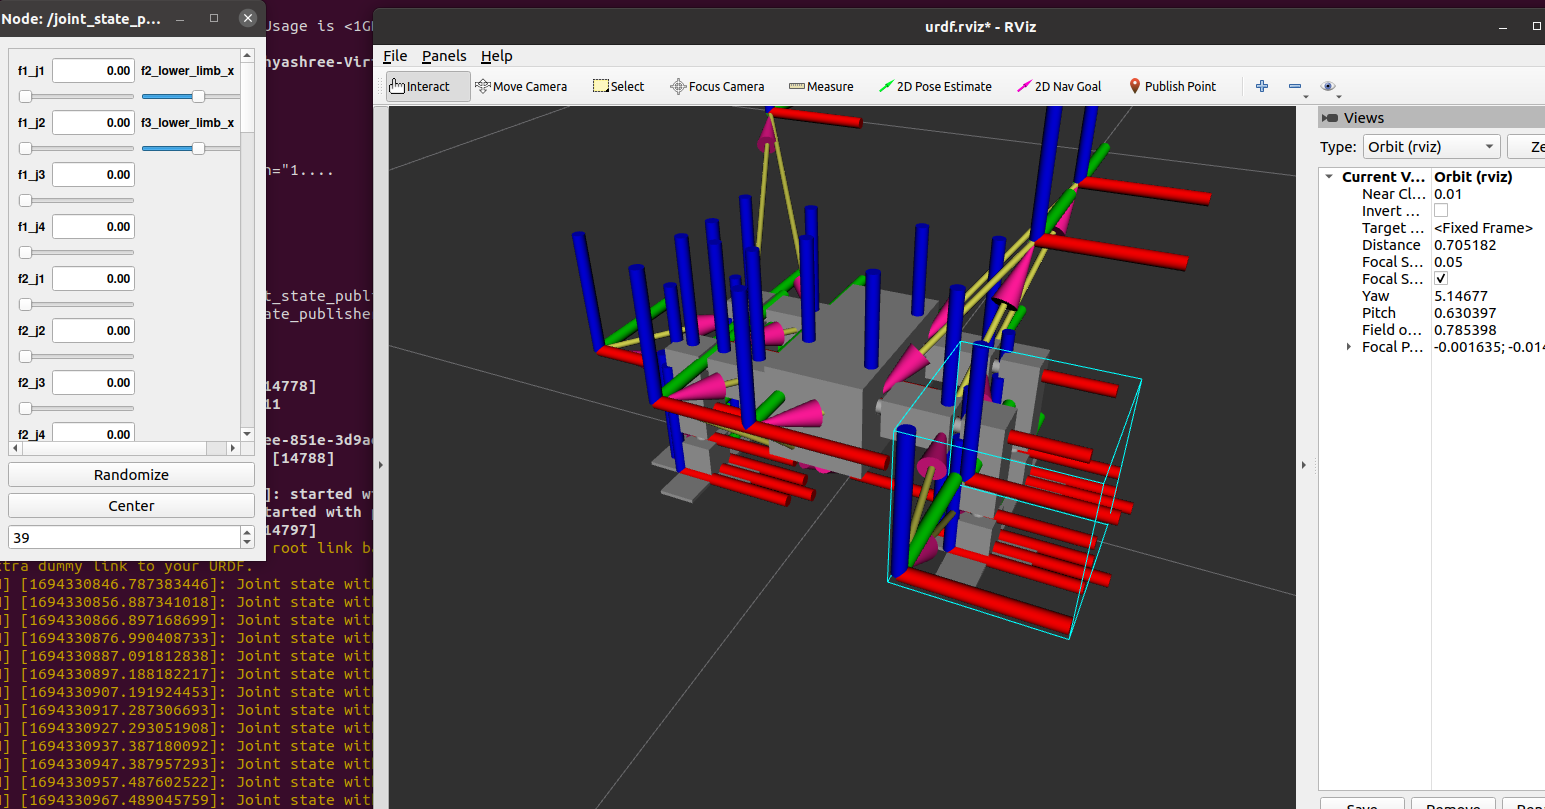 Node: /joint_state_p...
f1_j1 0.00 f2_lower_limb_x
f1_j2 0.00 f3_lower_limb_x
f1_j3 0.00
f1_j4 0.00
f2_j1 0.00
f2_j2 0.00
f2_j3 0.00
f2_j4 0.00
Randomize
Center
39
Usage is <1G
nyashree-Vir
n="1....
t_state_publ
ate_publishe
14778]
11
ee-851e-3d9a
[14788]
]: started w
tarted with
14797]
root link ba
xtra dummy link to your URDF.
] [1694330846.787383446]: Joint state wit
] [1694330856.887341018]: Joint state wit
] [1694330866.897168699]: Joint state wit
] [1694330876.990408733]: Joint state wit
] [1694330887.091812838]: Joint state wit
] [1694330897.188182217]: Joint state wit
] [1694330907.191924453]: Joint state wit
] [1694330917.287306693]: Joint state wit
] [1694330927.293051908]: Joint state wit
] [1694330937.387180092]: Joint state wit
] [1694330947.387957293]: Joint state wit
] [1694330957.487602522]: Joint state wit
] [1694330967.489045759]: Joint state wit
urdf.rviz* - RViz
File Panels Help
Interact Move Camera Select Focus Camera Measure 2D Pose Estimate 2D Nav Goal Publish Point
Views
Type: Orbit (rviz) Ze
Current V... Orbit (rviz)
Near Cl... 0.01
Invert ...
Target ... <Fixed Frame>
Distance 0.705182
Focal S... 0.05
Focal S...
Yaw 5.14677
Pitch 0.630397
Field o... 0.785398
Focal P... -0.001635; -0.014
Save Remove